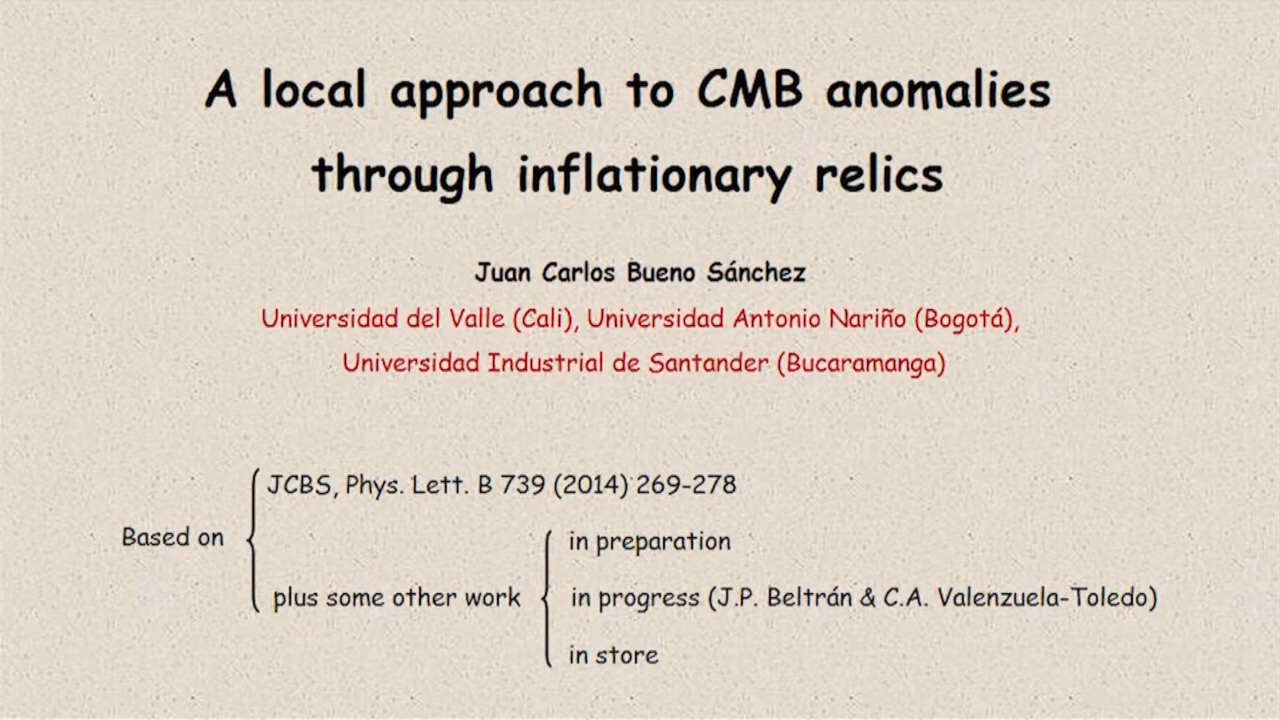 A local approach to CMB anomalies
through inflationary relics
Juan Carlos Bueno Sánchez
Universidad del Valle (Cali), Universidad Antonio Nariño (Bogotá),
Universidad Industrial de Santander (Bucaramanga)
Based on
JCBS, Phys. Lett. B 739 (2014) 269-278
plus some other work
in preparation
in progress (J.P. Beltrán & C.A. Valenzuela-Toledo)
in store